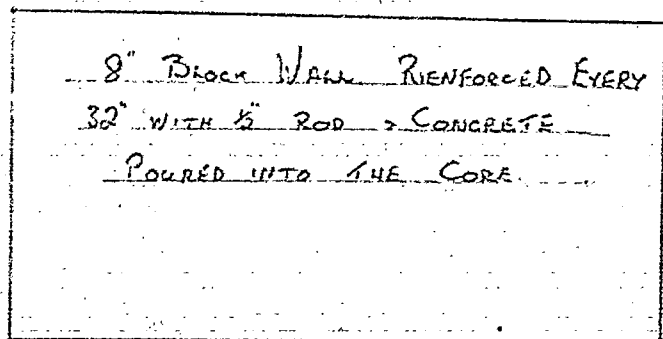 8" BLOCK WALL RIENFORCED EVERY
32" WITH ½" ROD & CONCRETE
POURED INTO THE CORE.